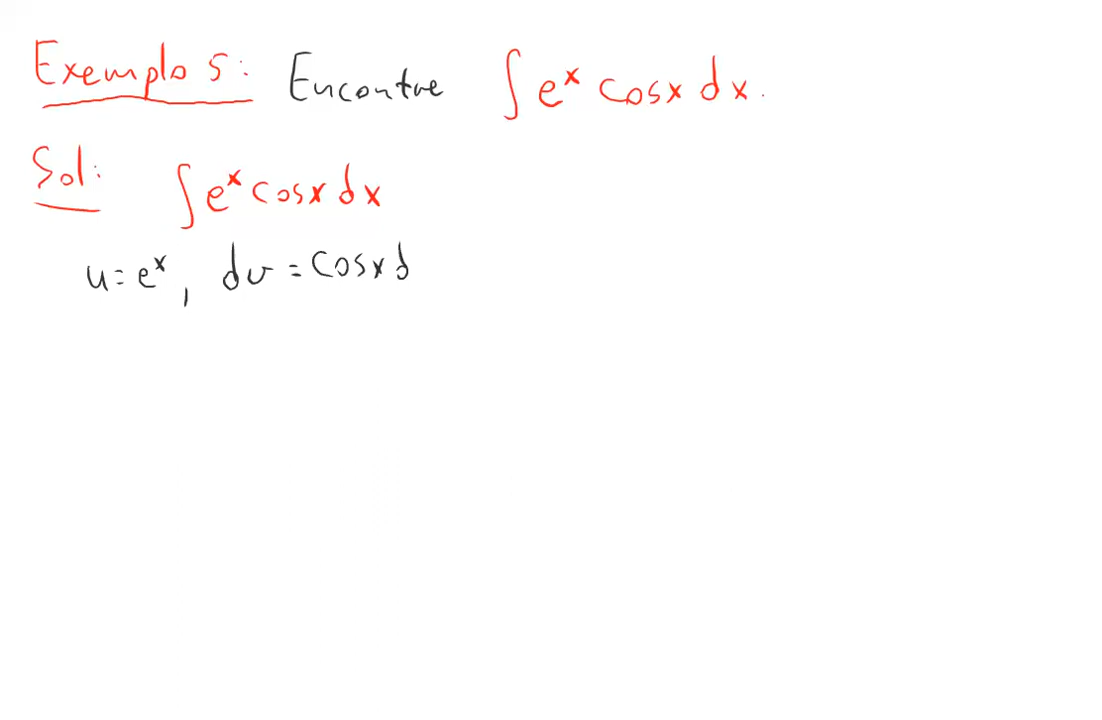 Exemplo 5: Encontre ∫ eˣ cosx dx.
Sol: ∫ eˣ cosx dx
u = eˣ, dv = cosx d